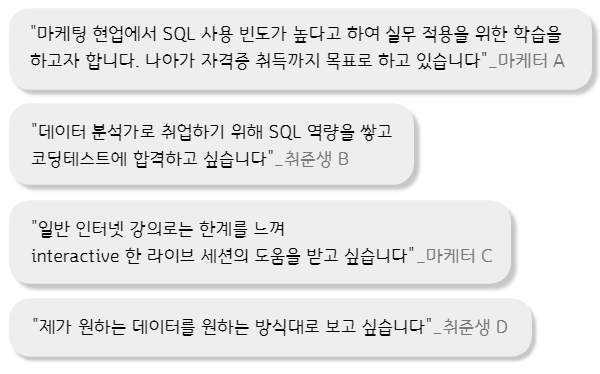 "마케팅 현업에서 SQL 사용 빈도가 높다고 하여 실무 적용을 위한 학습을
하고자 합니다. 나아가 자격증 취득까지 목표로 하고 있습니다"_마케터 A
"데이터 분석가로 취업하기 위해 SQL 역량을 쌓고
코딩테스트에 합격하고 싶습니다"_취준생 B
"일반 인터넷 강의로는 한계를 느껴
interactive 한 라이브 세션의 도움을 받고 싶습니다"_마케터 C
"제가 원하는 데이터를 원하는 방식대로 보고 싶습니다"_취준생 D